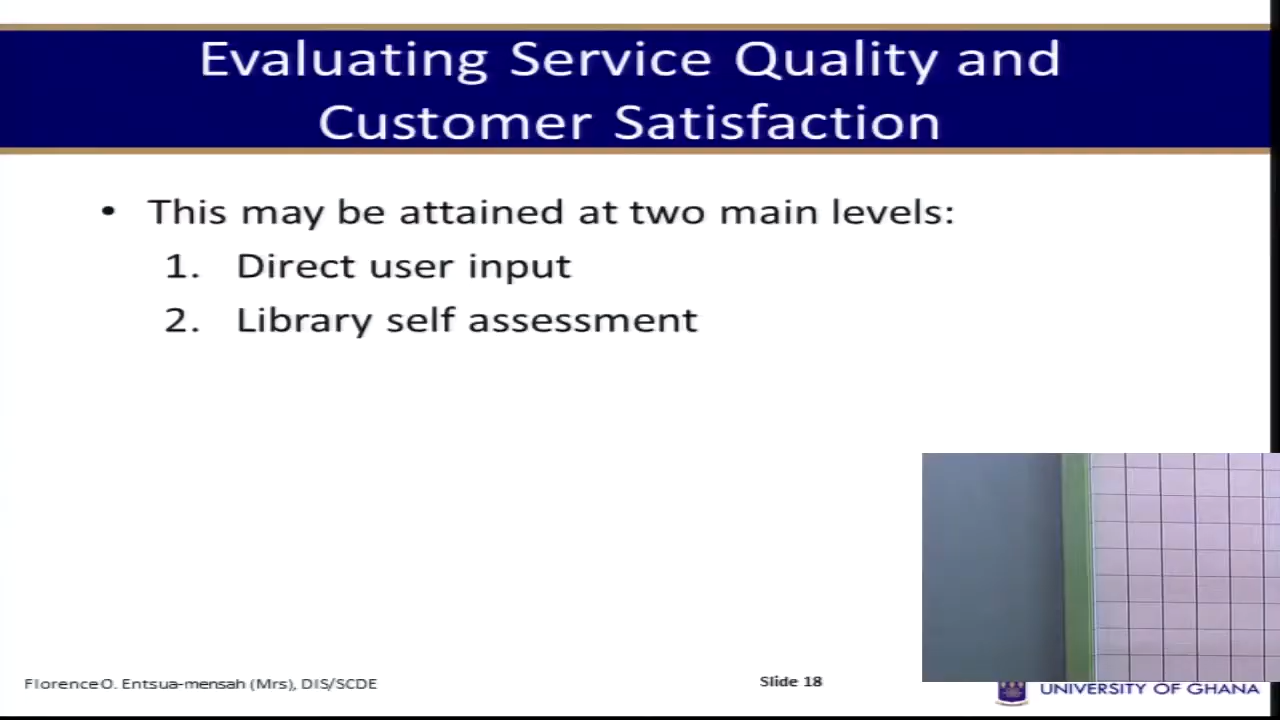 Evaluating Service Quality and
Customer Satisfaction
• This may be attained at two main levels:
1. Direct user input
2. Library self assessment
Florence O. Entsua-mensah (Mrs), DIS/SCDE
Slide 18
UNIVERSITY OF GHANA